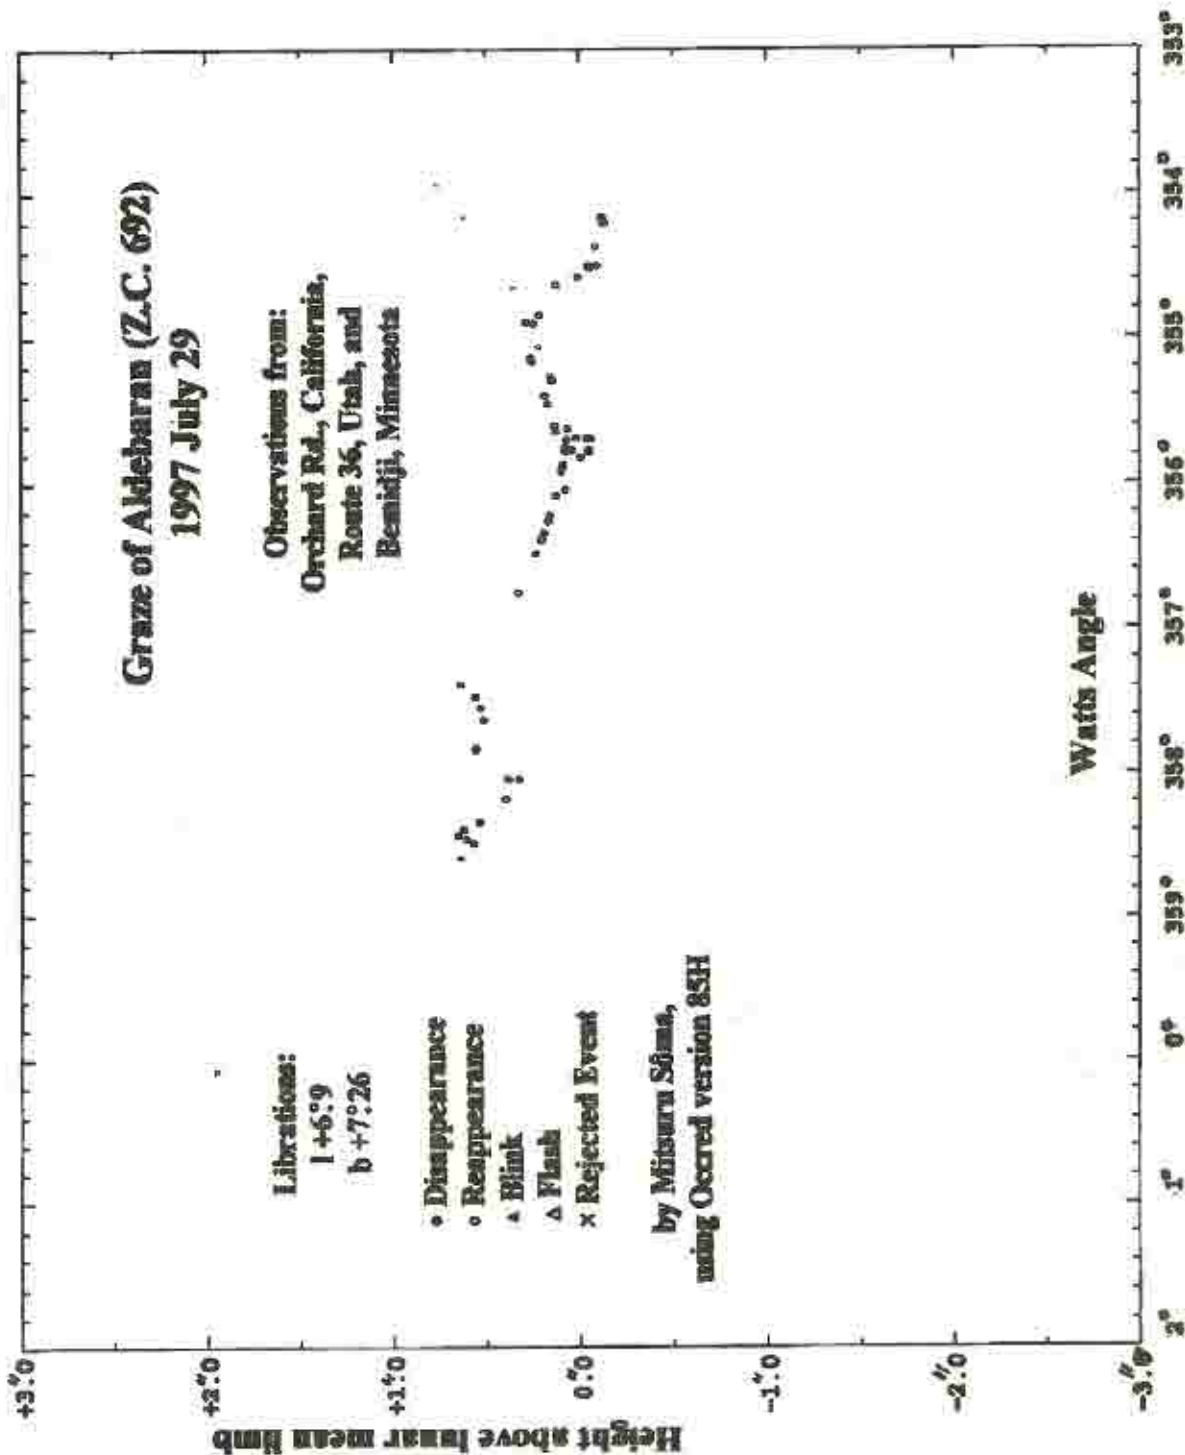 Graze of Aldebaran (Z.C. 692)
1997 July 29
Observations from:
Orchard Rd., California,
Route 36, Utah, and
Bemidji, Minnesota
Librations:
l +6°.9
b +7°.26
• Disappearance
o Reappearance
▲ Blink
△ Flash
× Rejected Event
by Mitsuru Sôma,
using Occred version 85H
Height above lunar mean limb
+3."0
+2."0
+1."0
0."0
-1."0
-2."0
-3."0
2° 1° 0° 359° 358° 357° 356° 355° 354° 353°
Watts Angle